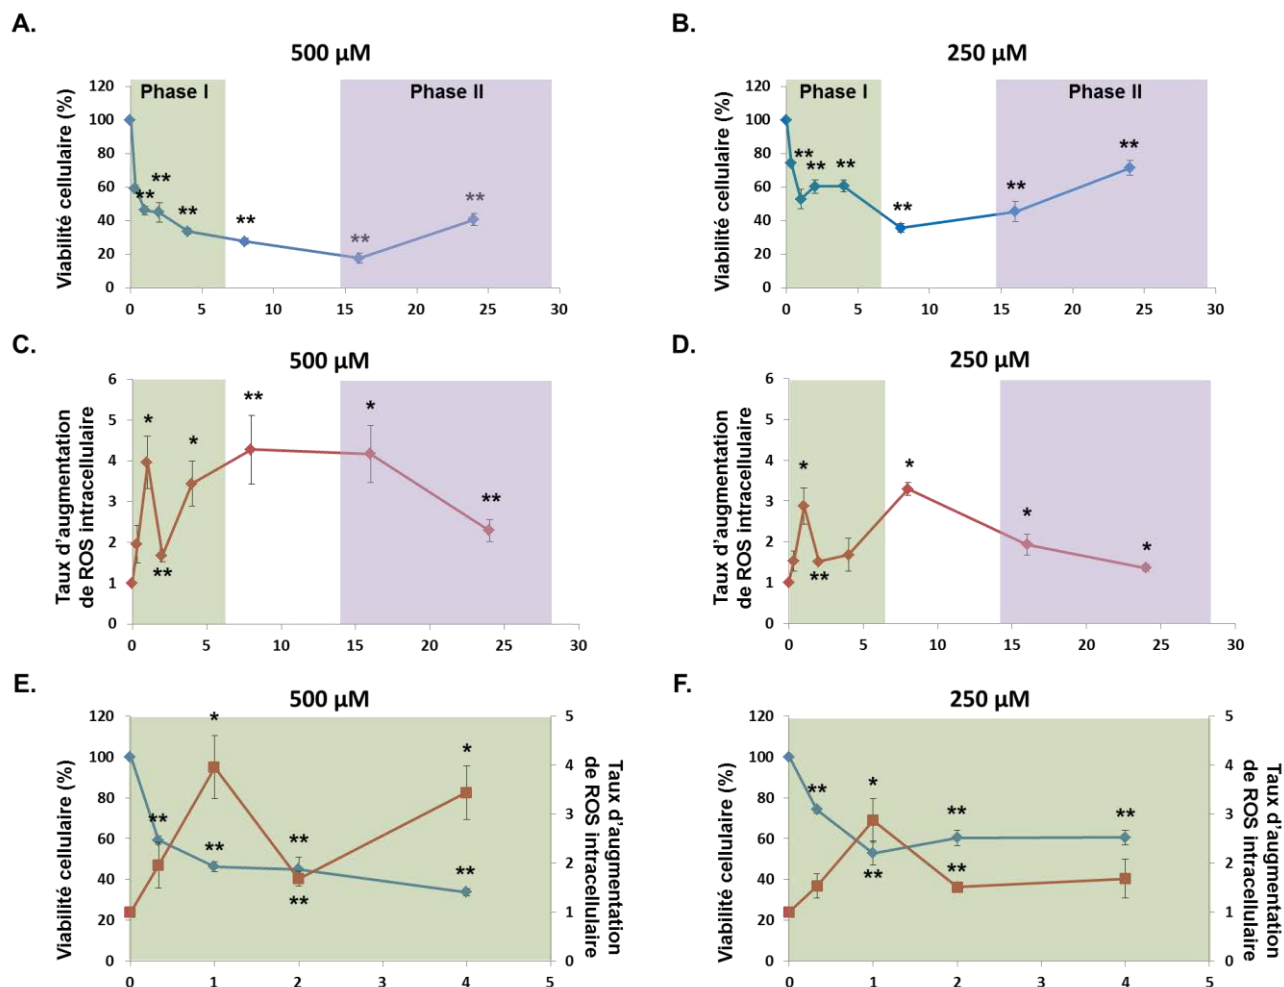 A.
500 µM
Viabilité cellulaire (%)
120
100
80
60
40
20
0
Phase I
Phase II
**
**
**
**
**
**
0 5 10 15 20 25 30
B.
250 µM
Viabilité cellulaire (%)
120
100
80
60
40
20
0
Phase I
Phase II
**
**
**
**
**
**
0 5 10 15 20 25 30
C.
500 µM
Taux d'augmentation
de ROS intracellulaire
6
5
4
3
2
1
0
*
**
*
**
*
**
0 5 10 15 20 25 30
D.
250 µM
Taux d'augmentation
de ROS intracellulaire
6
5
4
3
2
1
0
*
**
*
*
*
0 5 10 15 20 25 30
E.
500 µM
Viabilité cellulaire (%)
120
100
80
60
40
20
0
**
*
**
**
**
*
**
5
4
3
2
1
0
Taux d'augmentation
de ROS intracellulaire
0 1 2 3 4 5
F.
250 µM
Viabilité cellulaire (%)
120
100
80
60
40
20
0
**
*
**
**
**
**
5
4
3
2
1
0
Taux d'augmentation
de ROS intracellulaire
0 1 2 3 4 5